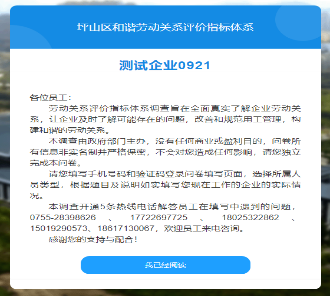 坪山区和谐劳动关系评价指标体系
测试企业0921
各位员工：
劳动关系评价指标体系调查旨在全面真实了解企业劳动关
系，让企业及时了解可能存在的问题，改善和规范用工管理，构
建和谐的劳动关系。
本调查由政府部门主办，没有任何商业或盈利目的，问卷所
有信息非实名制并严格保密，不会对您造成任何影响，请您独立
完成本问卷。
请您填写手机号码和验证码登录问卷填写页面，选择所属人
员类型，根据题目及说明如实填写您现在工作的企业的实际情
况。
本调查开通5条热线电话解答员工在填写中遇到的问题，
0755-28398626、17722697725、18025322862、
15019290573、18617130067，欢迎员工来电咨询。
感谢您的支持与配合！
我已经阅读